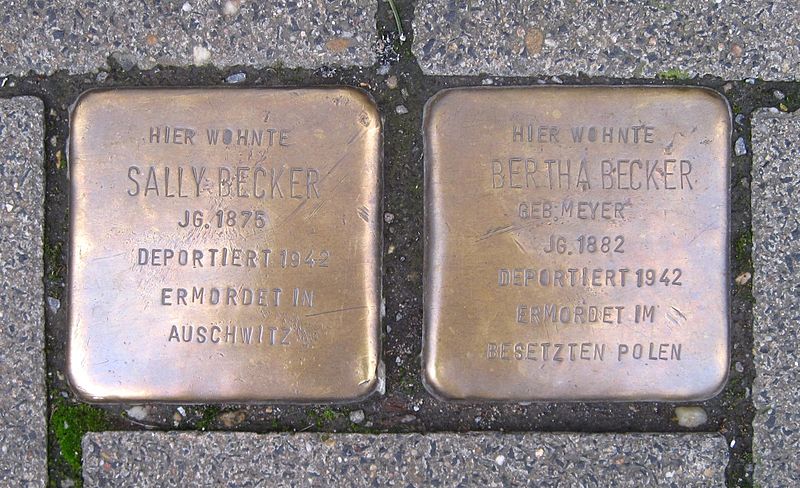 HIER WOHNTE
SALLY BECKER
JG. 1875
DEPORTIERT 1942
ERMORDET IN
AUSCHWITZ
HIER WOHNTE
BERTHA BECKER
GEB. MEYER
JG. 1882
DEPORTIERT 1942
ERMORDET IM
BESETZTEN POLEN